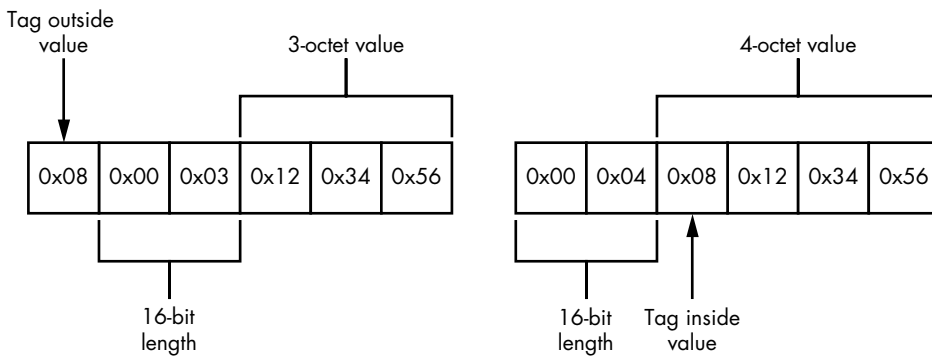 Tag outside
value
3-octet value
0x08 0x00 0x03 0x12 0x34 0x56
16-bit
length
4-octet value
0x00 0x04 0x08 0x12 0x34 0x56
16-bit
length
Tag inside
value